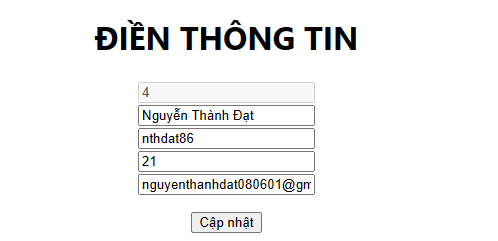 ĐIỀN THÔNG TIN
4
Nguyễn Thành Đạt
nthdat86
21
nguyenthanhdat080601@gm
Cập nhật